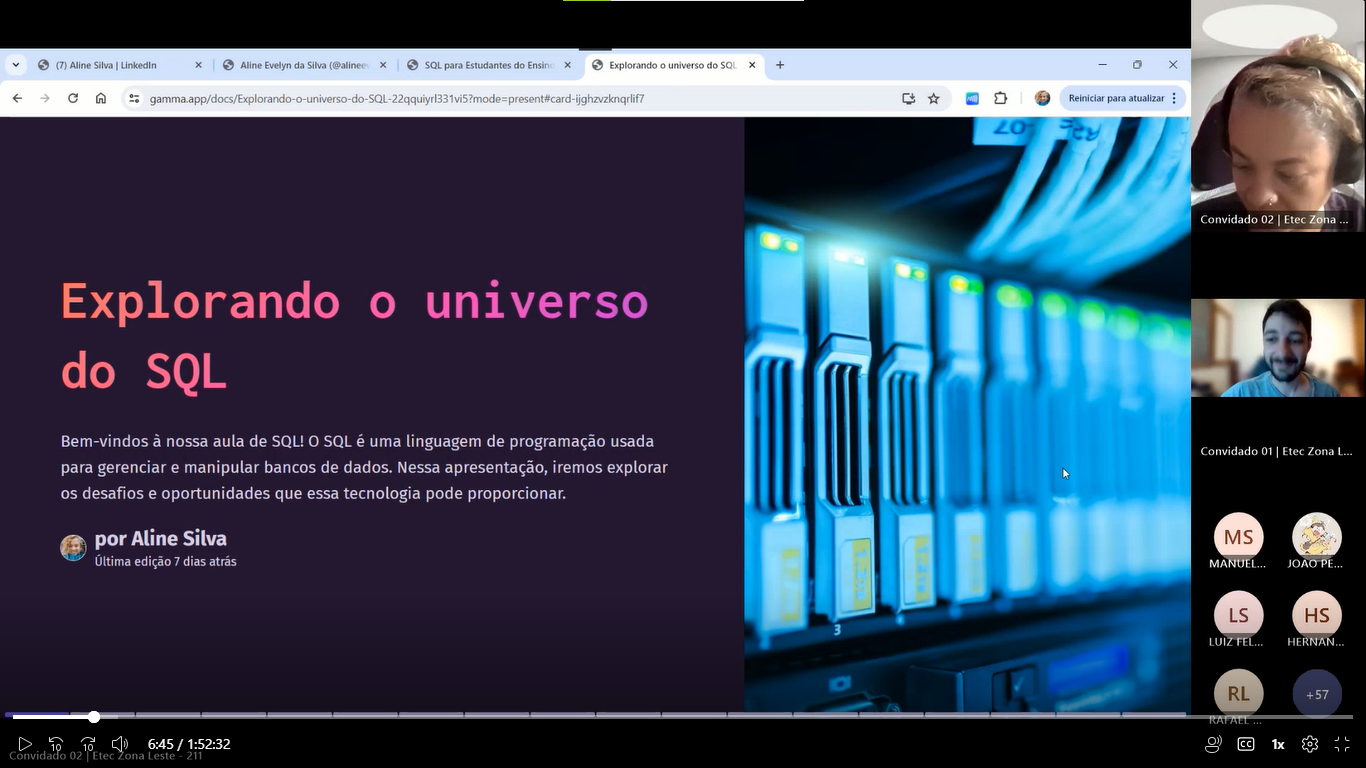 (7) Aline Silva | LinkedIn
Aline Evelyn da Silva (@alineev
SQL para Estudantes do Ensino
Explorando o universo do SQL
gamma.app/docs/Explorando-o-universo-do-SQL-22qquiyrl331vi5?mode=present#card-ijghzvzknqrlif7
Reiniciar para atualizar
Explorando o universo
do SQL
Bem-vindos à nossa aula de SQL! O SQL é uma linguagem de programação usada
para gerenciar e manipular bancos de dados. Nessa apresentação, iremos explorar
os desafios e oportunidades que essa tecnologia pode proporcionar.
por Aline Silva
Última edição 7 dias atrás
3
Convidado 02 | Etec Zona ...
Convidado 01 | Etec Zona L...
MS
MANUEL...
JOAO PE...
LS
LUIZ FEL...
HS
HERNAN...
RL
RAFAEL ...
+57
10
10
6:45 / 1:52:32
1x
Convidado 02 | Etec Zona Leste - 211